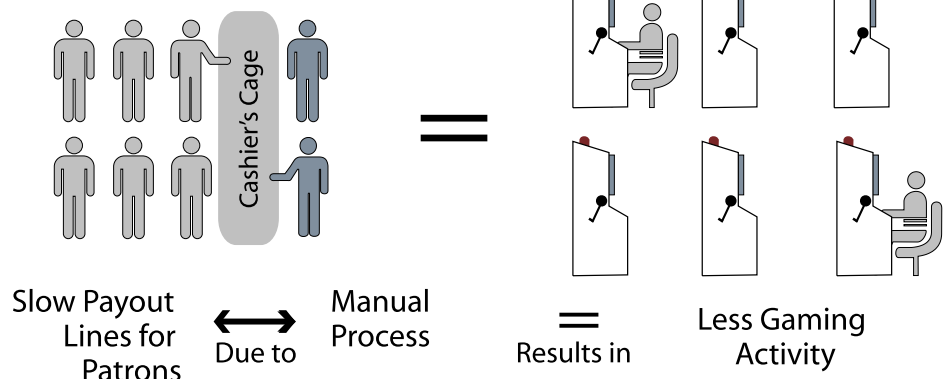 Cashier's Cage
Slow Payout
Lines for
Patrons
Due to
Manual
Process
Results in
Less Gaming
Activity